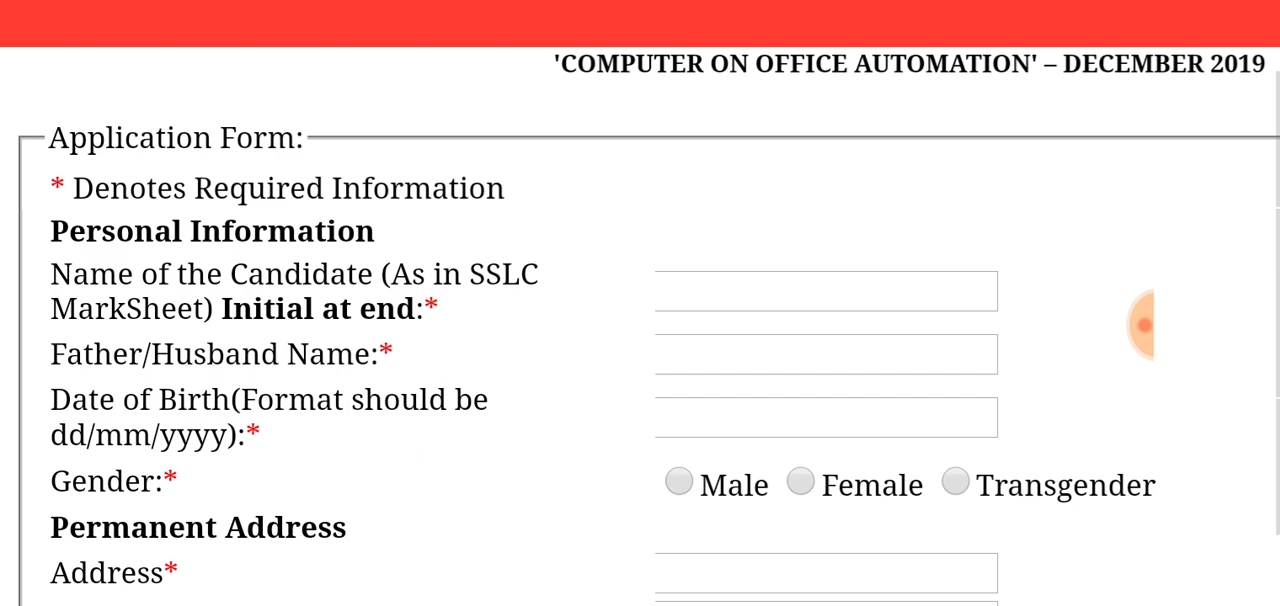 'COMPUTER ON OFFICE AUTOMATION' – DECEMBER 2019
Application Form:
* Denotes Required Information
Personal Information
Name of the Candidate (As in SSLC
MarkSheet) Initial at end:*
Father/Husband Name:*
Date of Birth(Format should be
dd/mm/yyyy):*
Gender:* Male Female Transgender
Permanent Address
Address*